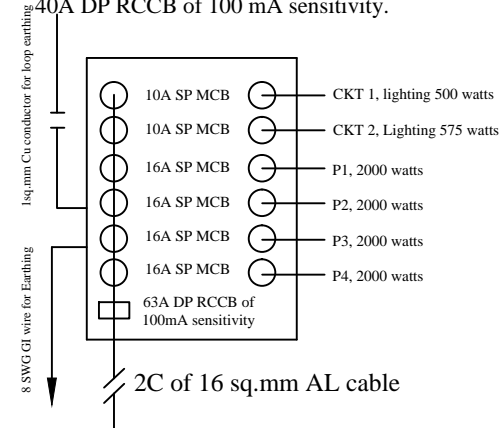 40A DP RCCB of 100 mA sensitivity.
1sq.mm Cu conductor for loop earthing
10A SP MCB
CKT 1, lighting 500 watts
10A SP MCB
CKT 2, Lighting 575 watts
16A SP MCB
P1, 2000 watts
16A SP MCB
P2, 2000 watts
16A SP MCB
P3, 2000 watts
16A SP MCB
P4, 2000 watts
63A DP RCCB of
100mA sensitivity
8 SWG GI wire for Earthing
2C of 16 sq.mm AL cable